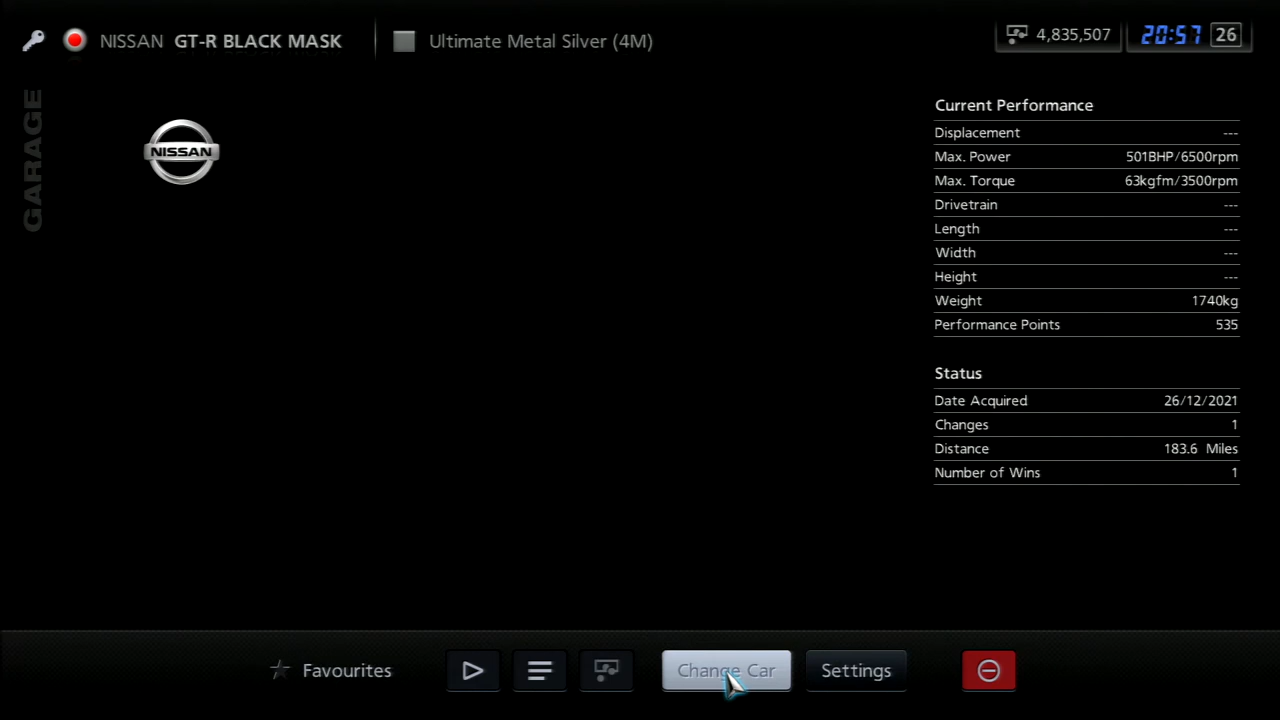 NISSAN GT-R BLACK MASK
Ultimate Metal Silver (4M)
4,835,507
20:57
26
GARAGE
NISSAN
Current Performance
Displacement ---
Max. Power 501BHP/6500rpm
Max. Torque 63kgfm/3500rpm
Drivetrain ---
Length ---
Width ---
Height ---
Weight 1740kg
Performance Points 535
Status
Date Acquired 26/12/2021
Changes 1
Distance 183.6 Miles
Number of Wins 1
Favourites
Change Car
Settings